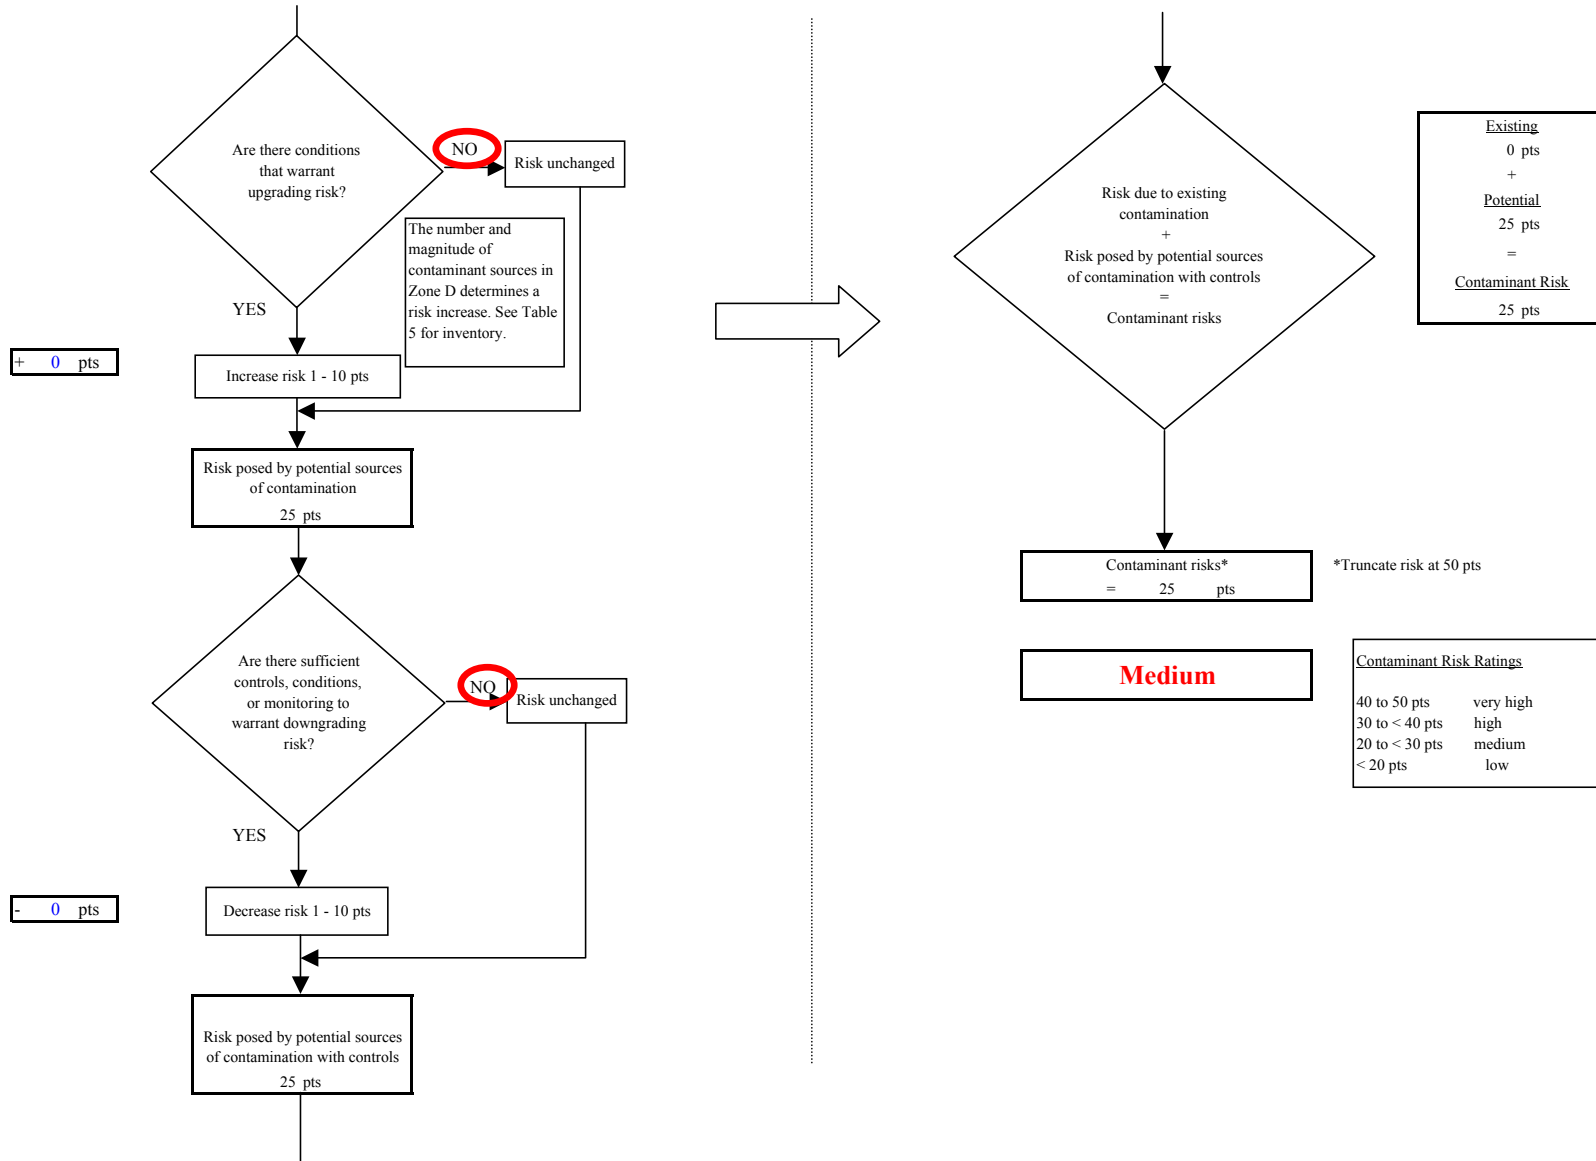 Are there conditions
that warrant
upgrading risk?
NO
Risk unchanged
The number and
magnitude of
contaminant sources in
Zone D determines a
risk increase. See Table
5 for inventory.
YES
+ 0 pts
Increase risk 1 - 10 pts
Risk posed by potential sources
of contamination
25 pts
Are there sufficient
controls, conditions,
or monitoring to
warrant downgrading
risk?
NO
Risk unchanged
YES
- 0 pts
Decrease risk 1 - 10 pts
Risk posed by potential sources
of contamination with controls
25 pts
Risk due to existing
contamination
+
Risk posed by potential sources
of contamination with controls
=
Contaminant risks
Existing
0 pts
+
Potential
25 pts
=
Contaminant Risk
25 pts
Contaminant risks*
= 25 pts
*Truncate risk at 50 pts
Medium
Contaminant Risk Ratings
40 to 50 pts very high
30 to < 40 pts high
20 to < 30 pts medium
< 20 pts low